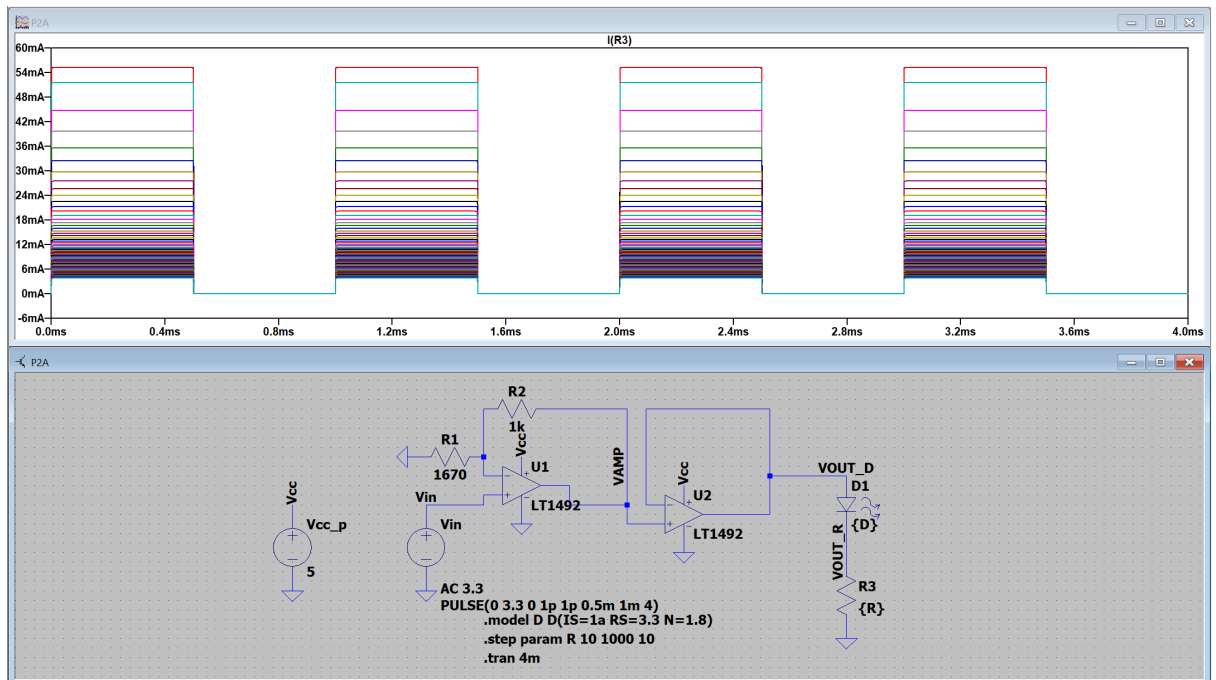 P2A
I(R3)
60mA
54mA
48mA
42mA
36mA
30mA
24mA
18mA
12mA
6mA
0mA
-6mA
0.0ms 0.4ms 0.8ms 1.2ms 1.6ms 2.0ms 2.4ms 2.8ms 3.2ms 3.6ms 4.0ms
P2A
R2
1k
R1
1670
Vcc
U1
LT1492
Vin
VAMP
Vcc
U2
LT1492
VOUT_D
D1
{D}
VOUT_R
R3
{R}
Vcc
Vcc_p
5
Vin
AC 3.3
PULSE(0 3.3 0 1p 1p 0.5m 1m 4)
.model D D(IS=1a RS=3.3 N=1.8)
.step param R 10 1000 10
.tran 4m